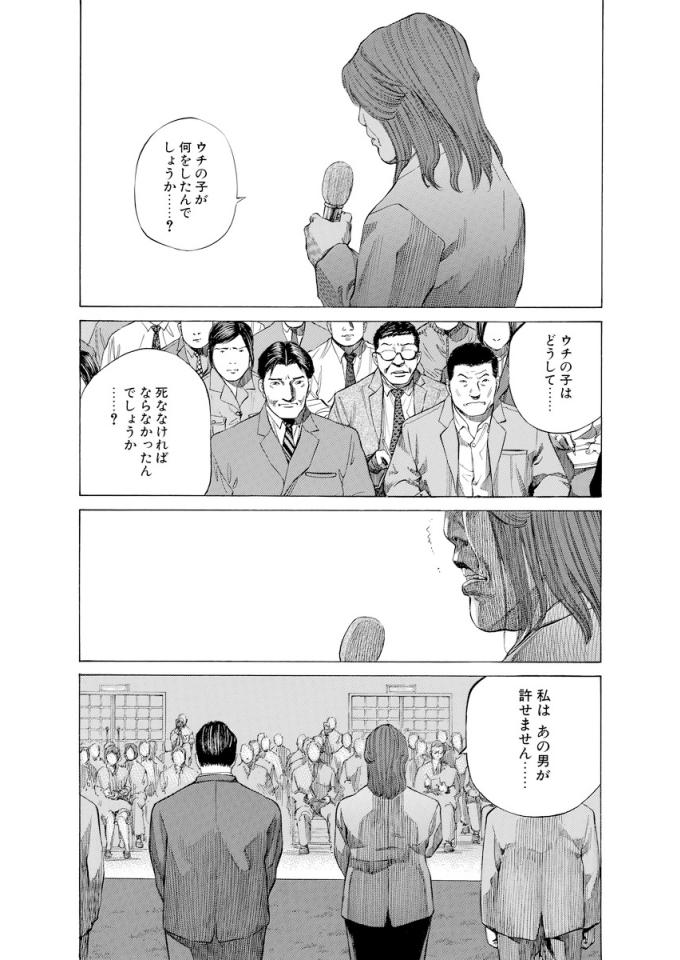 ウチの子が
何をしたんで
しょうか……?
ウチの子は
どうして……
死ななければ
ならなかったん
でしょうか
……?
私は あの男が
許せません……